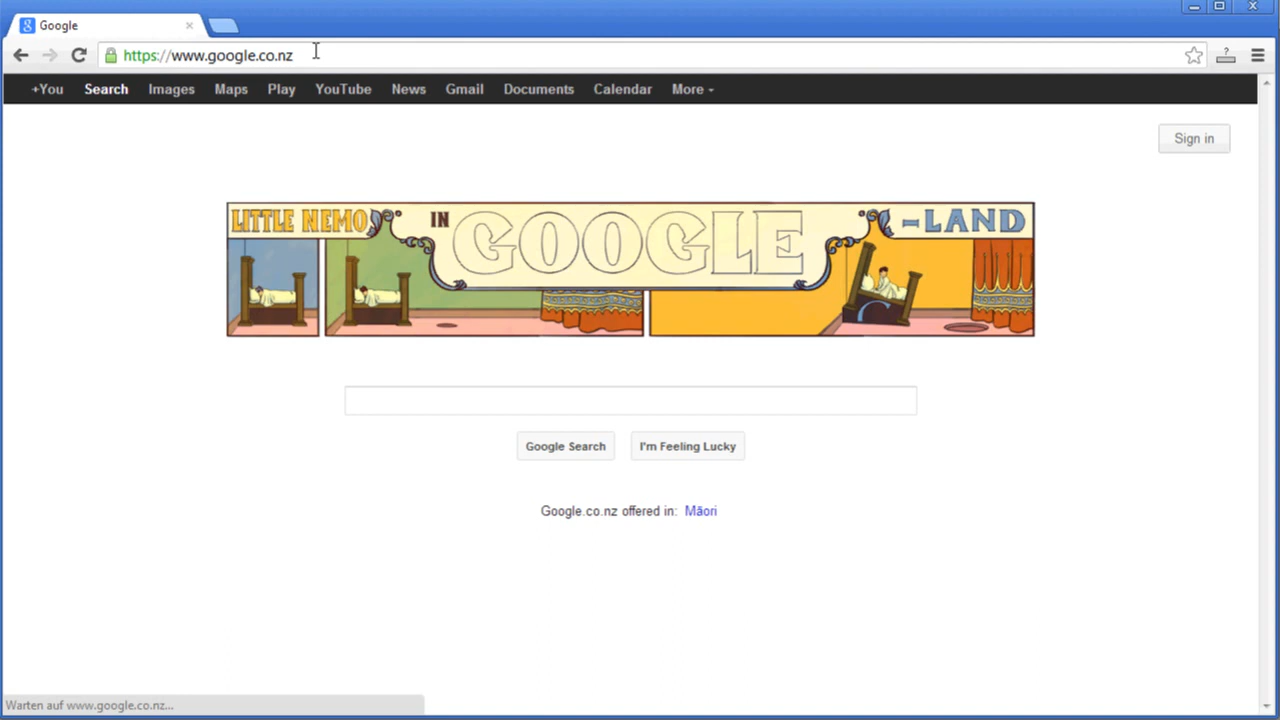 Google
https://www.google.co.nz
+You Search Images Maps Play YouTube News Gmail Documents Calendar More
Sign in
LITTLE NEMO IN GOOGLE -LAND
Google Search I'm Feeling Lucky
Google.co.nz offered in: Māori
Warten auf www.google.co.nz...